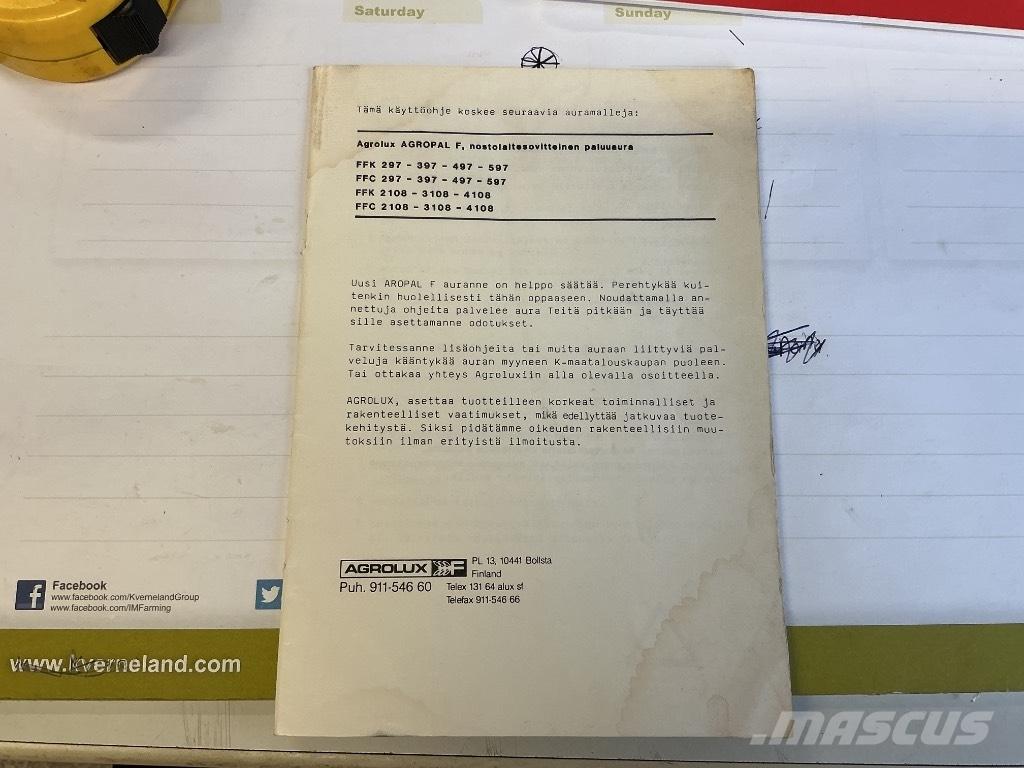 Saturday
Sunday
Tämä käyttöohje koskee seuraavia auramalleja:
Agrolux AGROPAL F, nostolaitesovitteinen paluuaura
FFK 297 - 397 - 497 - 597
FFC 297 - 397 - 497 - 597
FFK 2108 - 3108 - 4108
FFC 2108 - 3108 - 4108
Uusi AROPAL F auranne on helppo säätää. Perehtykää kui-
tenkin huolellisesti tähän oppaaseen. Noudattamalla an-
nettuja ohjeita palvelee aura Teitä pitkään ja täyttää
sille asettamanne odotukset.
Tarvitessanne lisäohjeita tai muita auraan liittyviä pal-
veluja kääntykää auran myyneen K-maatalouskaupan puoleen.
Tai ottakaa yhteys Agroluxiin alla olevalla osoitteella.
AGROLUX, asettaa tuotteilleen korkeat toiminnalliset ja
rakenteelliset vaatimukset, mikä edellyttää jatkuvaa tuote-
kehitystä. Siksi pidätämme oikeuden rakenteellisiin muu-
toksiin ilman erityistä ilmoitusta.
AGROLUX F
PL 13, 10441 Bollsta
Finland
Puh. 911-546 60
Telex 131 64 alux sf
Telefax 911-546 66
Facebook
www.facebook.com/KvernelandGroup
www.facebook.com/IMFarming
www.kverneland.com
.MASCUS